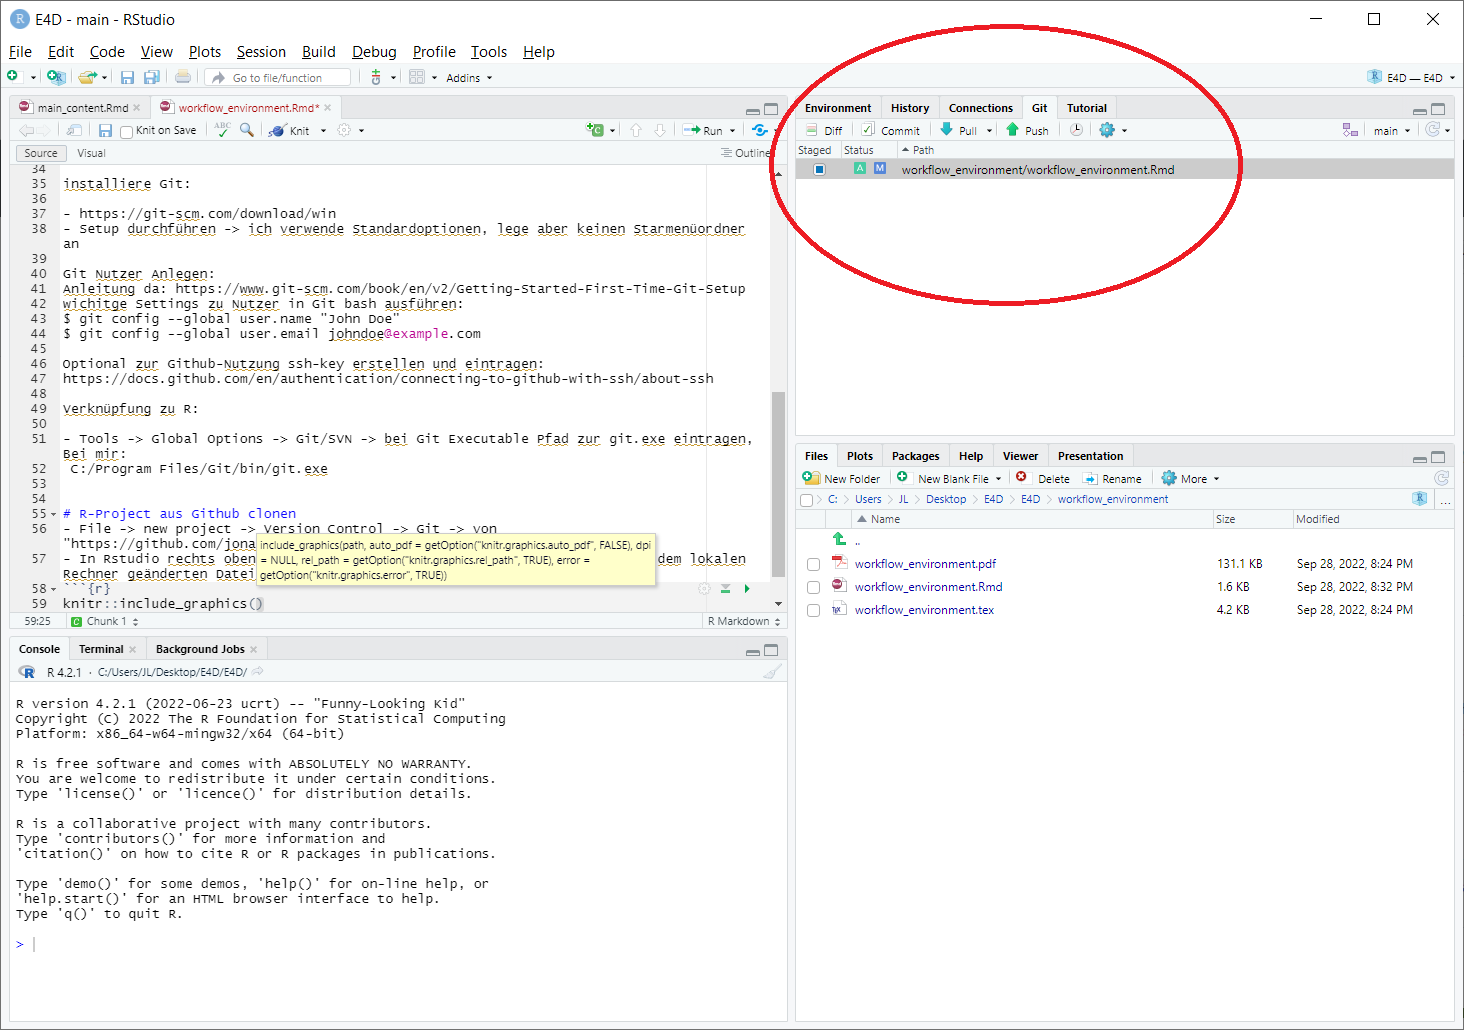 E4D - main - RStudio
File Edit Code View Plots Session Build Debug Profile Tools Help
Go to file/function
Addins
E4D — E4D
main_content.Rmd
workflow_environment.Rmd*
Knit on Save
ABC
Knit
Run
Source
Visual
Outline
34
35 installiere Git:
36
37 - https://git-scm.com/download/win
38 - Setup durchführen -> ich verwende Standardoptionen, lege aber keinen Starmenüordner
an
39
40 Git Nutzer Anlegen:
41 Anleitung da: https://www.git-scm.com/book/en/v2/Getting-Started-First-Time-Git-Setup
42 wichitge Settings zu Nutzer in Git bash ausführen:
43 $ git config --global user.name "John Doe"
44 $ git config --global user.email johndoe@example.com
45
46 Optional zur Github-Nutzung ssh-key erstellen und eintragen:
47 https://docs.github.com/en/authentication/connecting-to-github-with-ssh/about-ssh
48
49 Verknüpfung zu R:
50
51 - Tools -> Global Options -> Git/SVN -> bei Git Executable Pfad zur git.exe eintragen,
Bei mir:
52 C:/Program Files/Git/bin/git.exe
53
54
55 # R-Project aus Github clonen
56 - File -> new project -> Version Control -> Git -> von
"https://github.com/jona
57 - In Rstudio rechts oben dem lokalen
Rechner geänderten Datei
include_graphics(path, auto_pdf = getOption("knitr.graphics.auto_pdf", FALSE), dpi
= NULL, rel_path = getOption("knitr.graphics.rel_path", TRUE), error =
getOption("knitr.graphics.error", TRUE))
58 ```{r}
59 knitr::include_graphics()
59:25
Chunk 1
R Markdown
Console Terminal Background Jobs
R 4.2.1 · C:/Users/JL/Desktop/E4D/E4D/
R version 4.2.1 (2022-06-23 ucrt) -- "Funny-Looking Kid"
Copyright (C) 2022 The R Foundation for Statistical Computing
Platform: x86_64-w64-mingw32/x64 (64-bit)
R is free software and comes with ABSOLUTELY NO WARRANTY.
You are welcome to redistribute it under certain conditions.
Type 'license()' or 'licence()' for distribution details.
R is a collaborative project with many contributors.
Type 'contributors()' for more information and
'citation()' on how to cite R or R packages in publications.
Type 'demo()' for some demos, 'help()' for on-line help, or
'help.start()' for an HTML browser interface to help.
Type 'q()' to quit R.
>
Environment History Connections Git Tutorial
Diff Commit Pull Push
main
Staged Status Path
A M workflow_environment/workflow_environment.Rmd
Files Plots Packages Help Viewer Presentation
New Folder New Blank File Delete Rename More
C: Users JL Desktop E4D E4D workflow_environment
...
Name Size Modified
..
workflow_environment.pdf 131.1 KB Sep 28, 2022, 8:24 PM
workflow_environment.Rmd 1.6 KB Sep 28, 2022, 8:32 PM
workflow_environment.tex 4.2 KB Sep 28, 2022, 8:24 PM